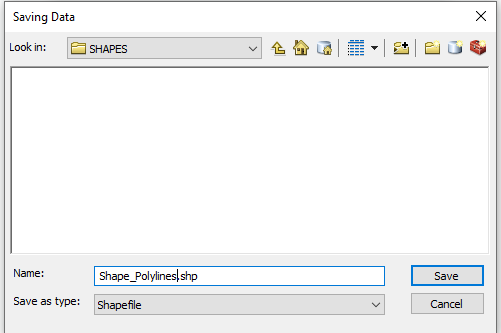 Saving Data
Look in: SHAPES
Name: Shape_Polylines.shp Save
Save as type: Shapefile Cancel